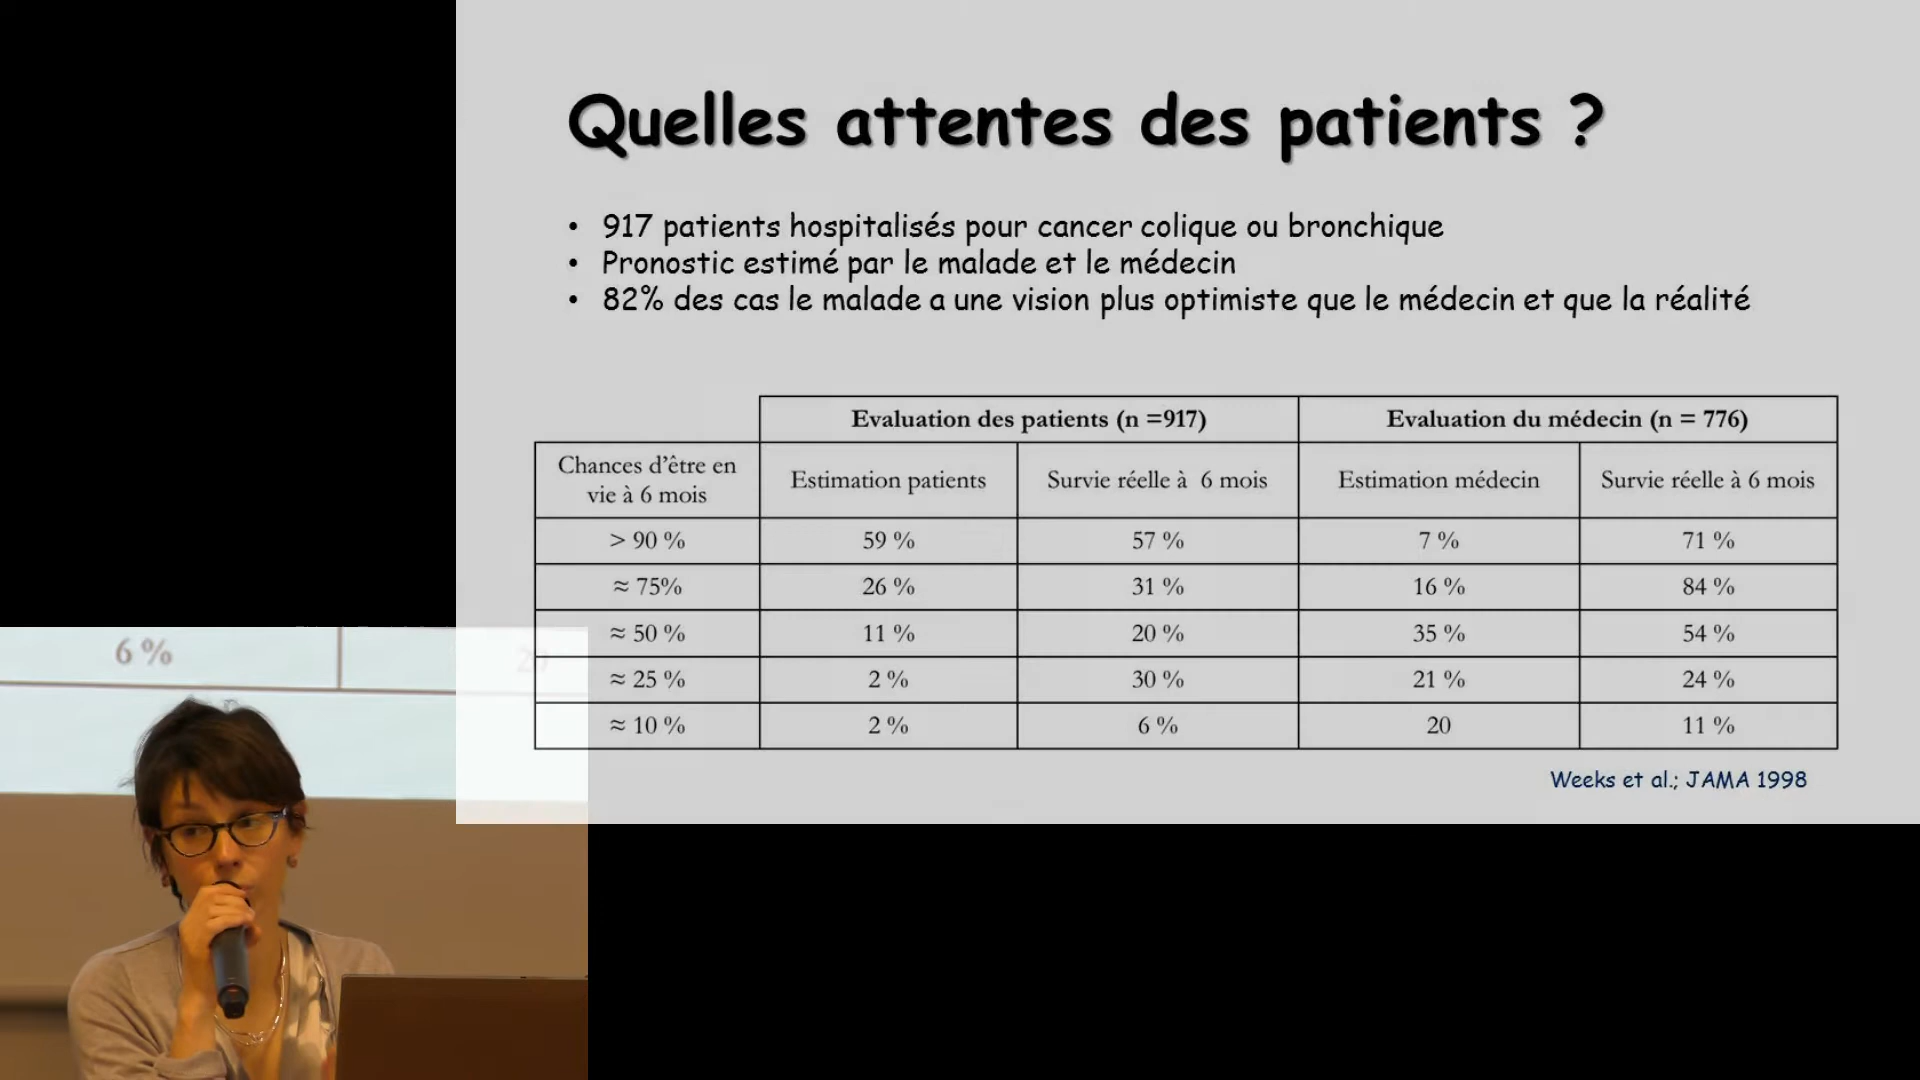 Quelles attentes des patients ?
• 917 patients hospitalisés pour cancer colique ou bronchique
• Pronostic estimé par le malade et le médecin
• 82% des cas le malade a une vision plus optimiste que le médecin et que la réalité
Evaluation des patients (n =917) Evaluation du médecin (n = 776)
Chances d'être en vie à 6 mois Estimation patients Survie réelle à 6 mois Estimation médecin Survie réelle à 6 mois
> 90 % 59 % 57 % 7 % 71 %
≈ 75% 26 % 31 % 16 % 84 %
≈ 50 % 11 % 20 % 35 % 54 %
≈ 25 % 2 % 30 % 21 % 24 %
≈ 10 % 2 % 6 % 20 11 %
Weeks et al.; JAMA 1998
6 %